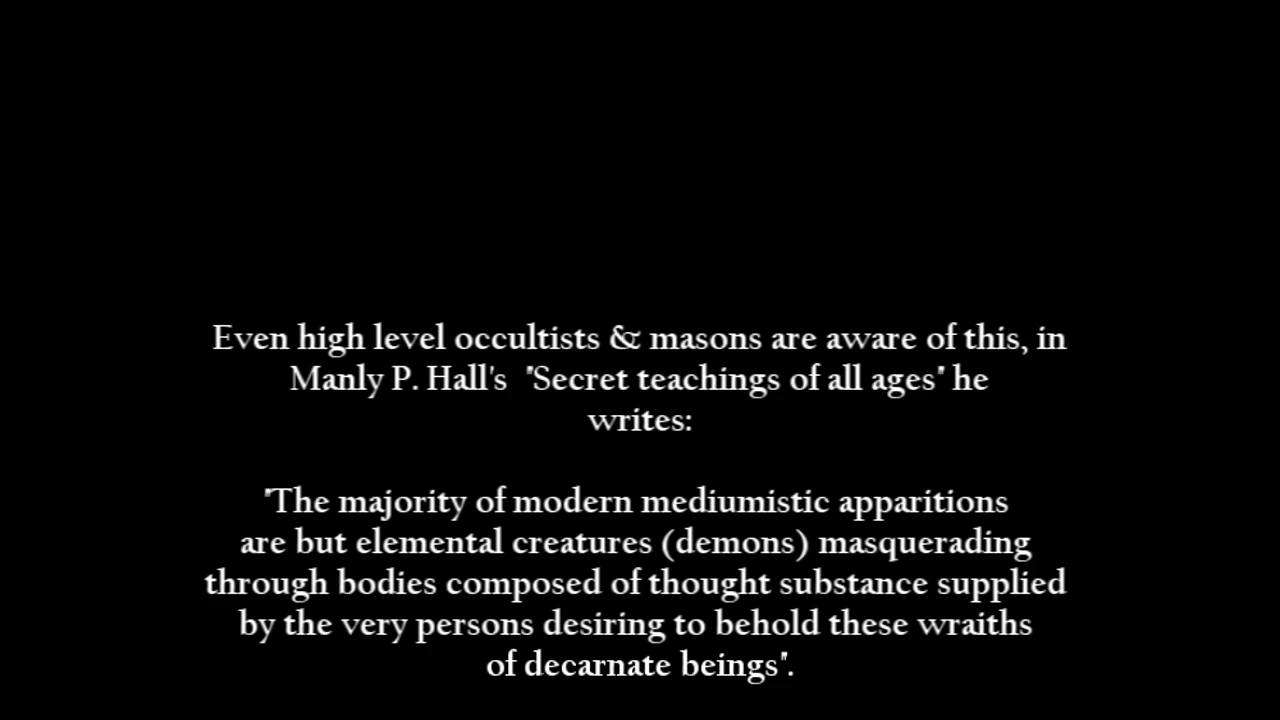 Even high level occultists & masons are aware of this, in
Manly P. Hall's "Secret teachings of all ages" he
writes:
"The majority of modern mediumistic apparitions
are but elemental creatures (demons) masquerading
through bodies composed of thought substance supplied
by the very persons desiring to behold these wraiths
of decarnate beings".